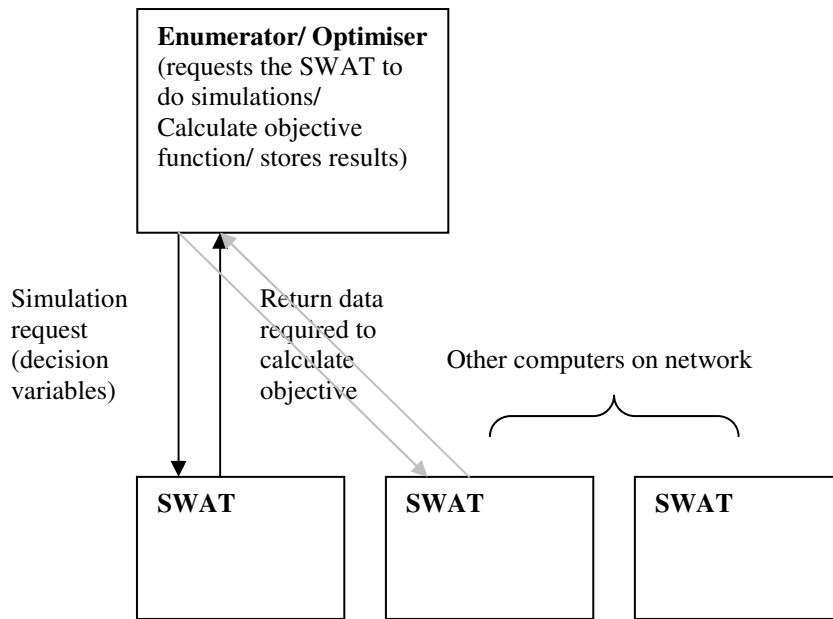 Enumerator/ Optimiser
(requests the SWAT to
do simulations/
Calculate objective
function/ stores results)
Simulation
request
(decision
variables)
Return data
required to
calculate
objective
Other computers on network
SWAT
SWAT
SWAT